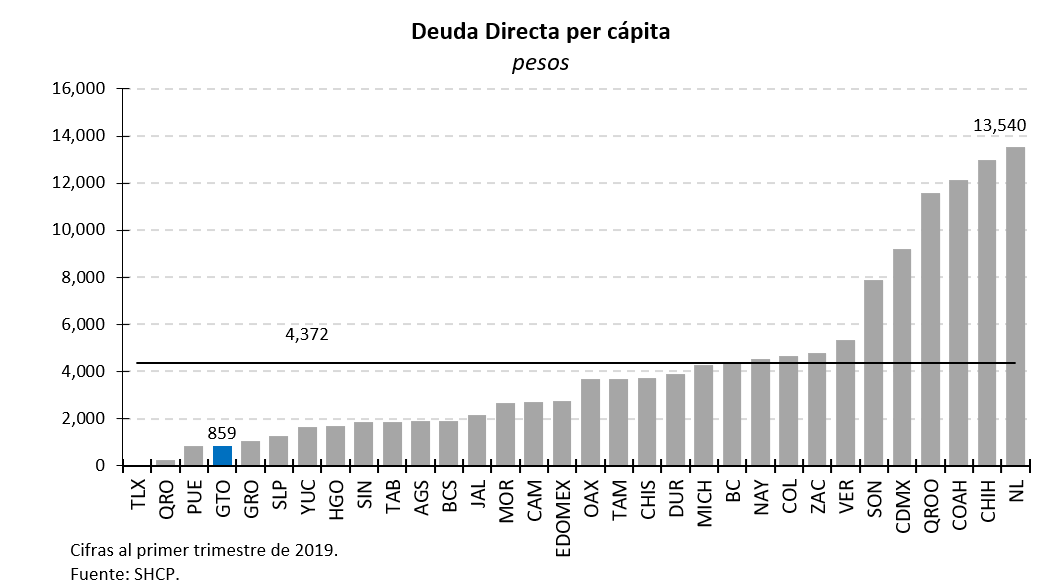 Deuda Directa per cápita
pesos
16,000
14,000
12,000
10,000
8,000
6,000
4,000
2,000
0
13,540
4,372
859
TLX
QRO
PUE
GTO
GRO
SLP
YUC
HGO
SIN
TAB
AGS
BCS
JAL
MOR
CAM
EDOMEX
OAX
TAM
CHIS
DUR
MICH
BC
NAY
COL
ZAC
VER
SON
CDMX
QROO
COAH
CHIH
NL
Cifras al primer trimestre de 2019.
Fuente: SHCP.